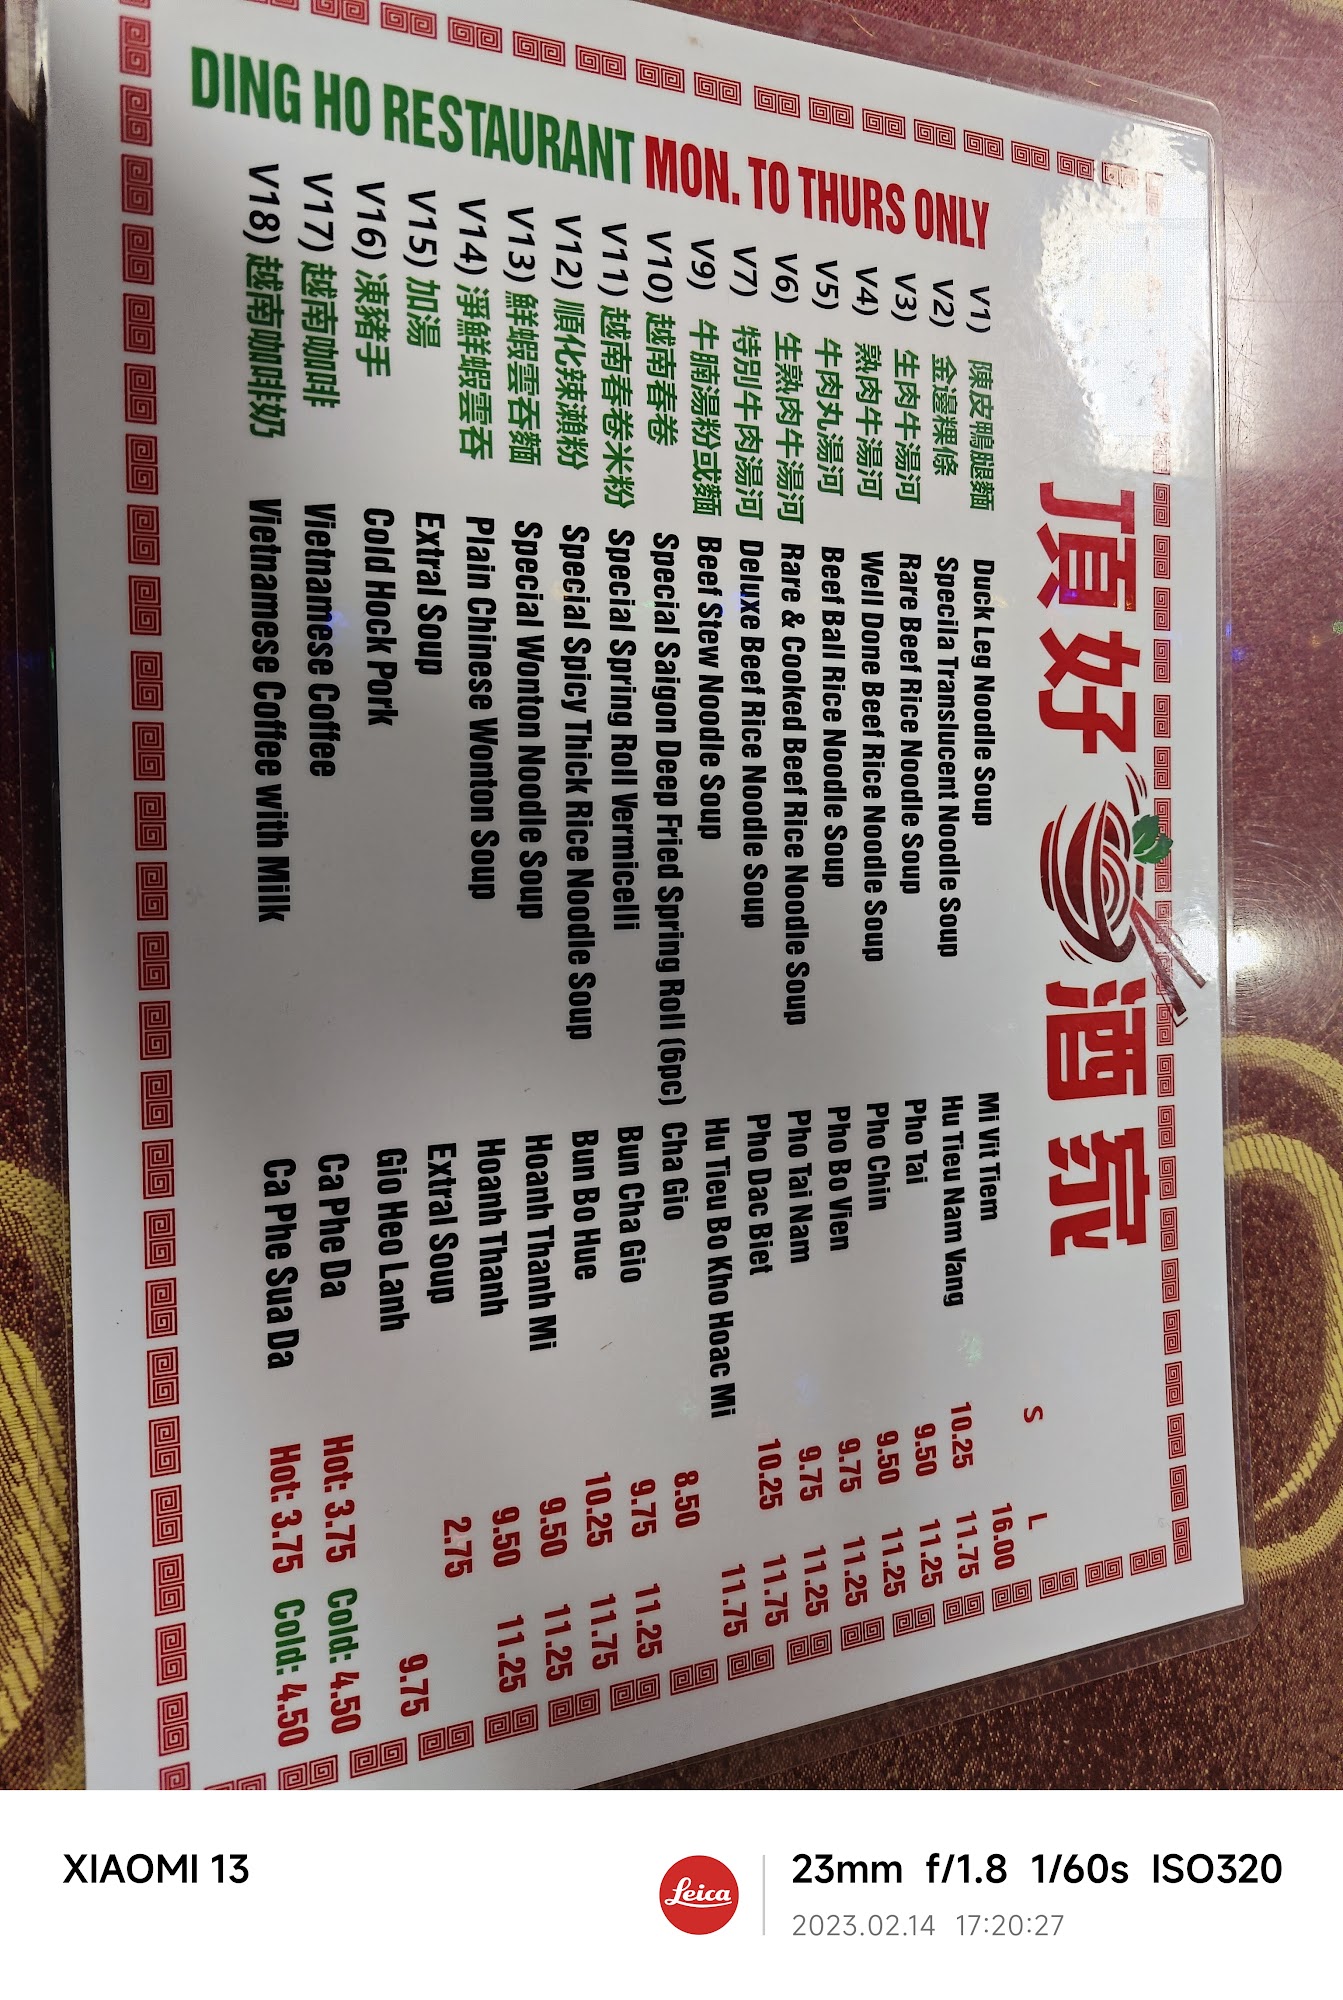 頂好酒家
S L
V1) 陳皮鴨腿麵 Duck Leg Noodle Soup Mi Vit Tiem 16.00
V2) 金邊粿條 Specila Translucent Noodle Soup Hu Tieu Nam Vang 10.25 11.75
V3) 生肉牛湯河 Rare Beef Rice Noodle Soup Pho Tai 9.50 11.25
V4) 熟肉牛湯河 Well Done Beef Rice Noodle Soup Pho Chin 9.50 11.25
V5) 牛肉丸湯河 Beef Ball Rice Noodle Soup Pho Bo Vien 9.75 11.25
V6) 生熟肉牛湯河 Rare & Cooked Beef Rice Noodle Soup Pho Tai Nam 9.75 11.25
V7) 特別牛肉湯河 Deluxe Beef Rice Noodle Soup Pho Dac Biet 10.25 11.75
V9) 牛腩湯粉或麵 Beef Stew Noodle Soup Hu Tieu Bo Kho Hoac Mi 11.75
V10) 越南春卷 Special Saigon Deep Fried Spring Roll (6pc) Cha Gio 8.50
V11) 越南春卷米粉 Special Spring Roll Vermiceli Bun Cha Gio 9.75 11.25
V12) 順化辣瀨粉 Special Spicy Thick Rice Noodle Soup Bun Bo Hue 10.25 11.75
V13) 鮮蝦雲吞麵 Special Wonton Noodle Soup Hoanh Thanh Mi 9.50 11.25
V14) 淨鮮蝦雲吞 Plain Chinese Wonton Soup Hoanh Thanh 9.50 11.25
V15) 加湯 Extral Soup Extral Soup 2.75
V16) 凍豬手 Cold Hock Pork Gio Heo Lanh 9.75
V17) 越南咖啡 Vietnamese Coffee Ca Phe Da Hot: 3.75 Cold: 4.50
V18) 越南咖啡奶 Vietnamese Coffee with Milk Ca Phe Sua Da Hot: 3.75 Cold: 4.50
DING HO RESTAURANT MON. TO THURS ONLY
XIAOMI 13
Leica
23mm f/1.8 1/60s ISO320
2023.02.14 17:20:27